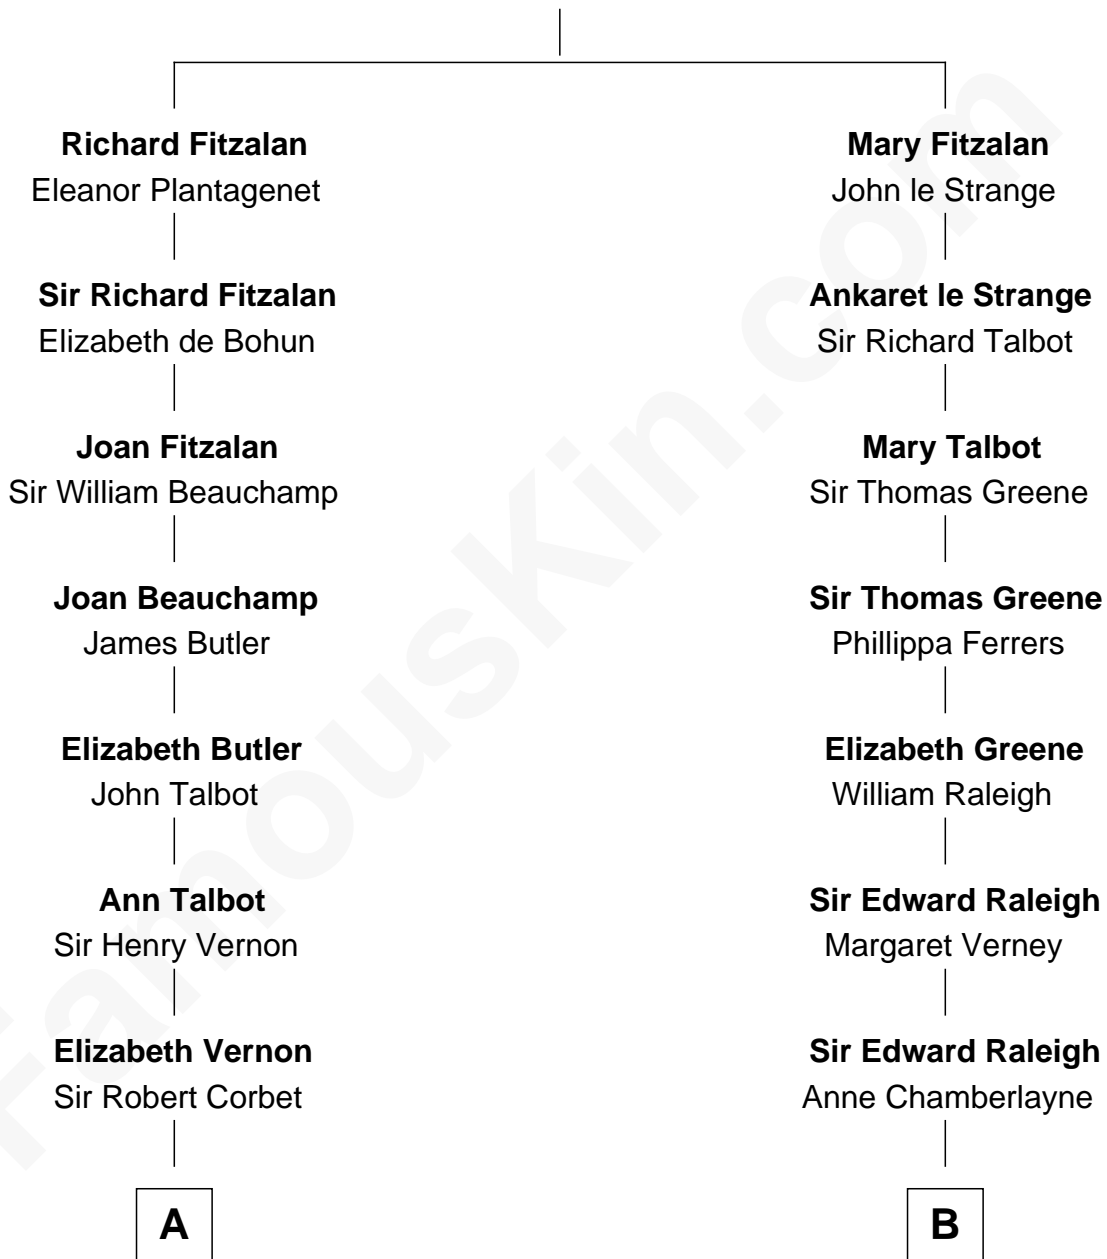 Richard Fitzalan
Eleanor Plantagenet
Sir Richard Fitzalan
Elizabeth de Bohun
Joan Fitzalan
Sir William Beauchamp
Joan Beauchamp
James Butler
Elizabeth Butler
John Talbot
Ann Talbot
Sir Henry Vernon
Elizabeth Vernon
Sir Robert Corbet
A
Mary Fitzalan
John le Strange
Ankaret le Strange
Sir Richard Talbot
Mary Talbot
Sir Thomas Greene
Sir Thomas Greene
Phillippa Ferrers
Elizabeth Greene
William Raleigh
Sir Edward Raleigh
Margaret Verney
Sir Edward Raleigh
Anne Chamberlayne
B
FamousKin.com